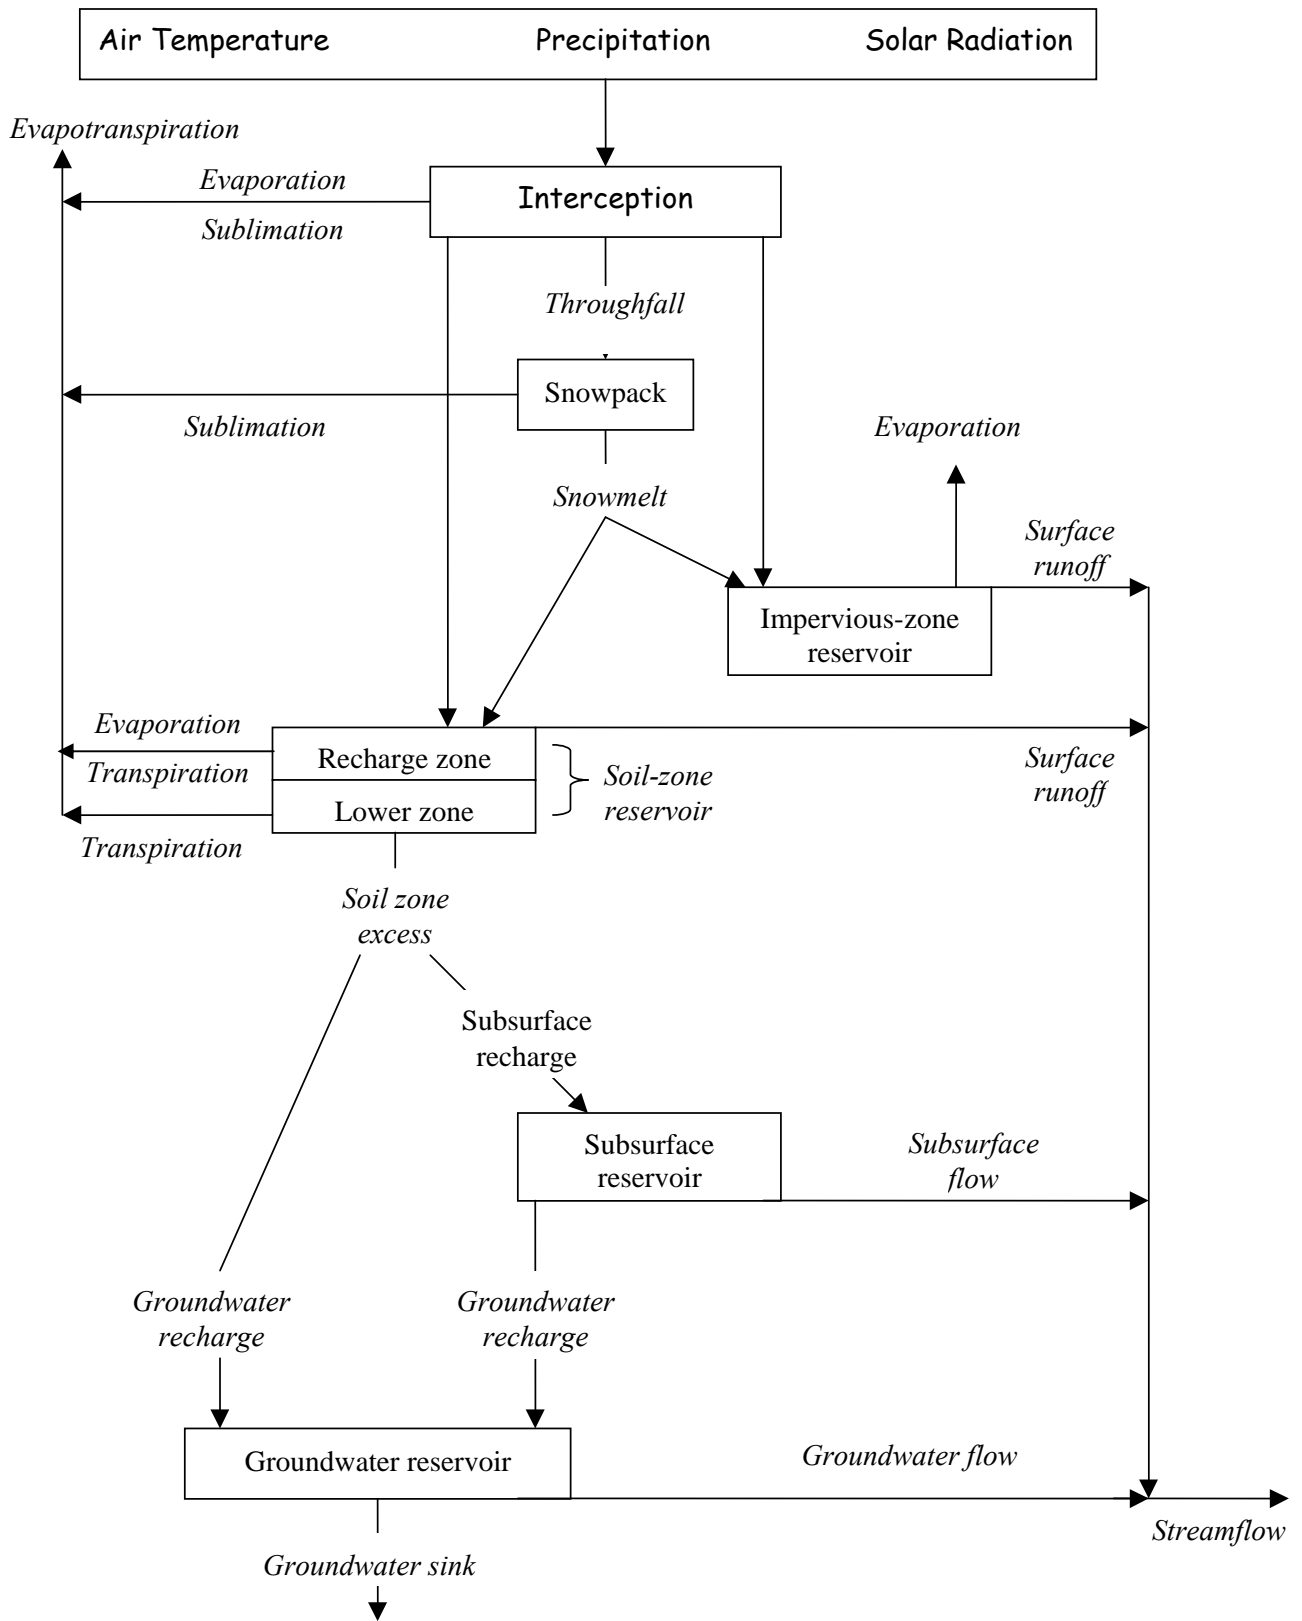 Air Temperature Precipitation Solar Radiation
Evapotranspiration
Evaporation
Interception
Sublimation
Throughfall
Snowpack
Sublimation
Evaporation
Snowmelt
Surface
runoff
Impervious-zone
reservoir
Evaporation
Recharge zone
Transpiration
Soil-zone
reservoir
Surface
runoff
Lower zone
Transpiration
Soil zone
excess
Subsurface
recharge
Subsurface
reservoir
Subsurface
flow
Groundwater
recharge
Groundwater
recharge
Groundwater reservoir
Groundwater flow
Streamflow
Groundwater sink